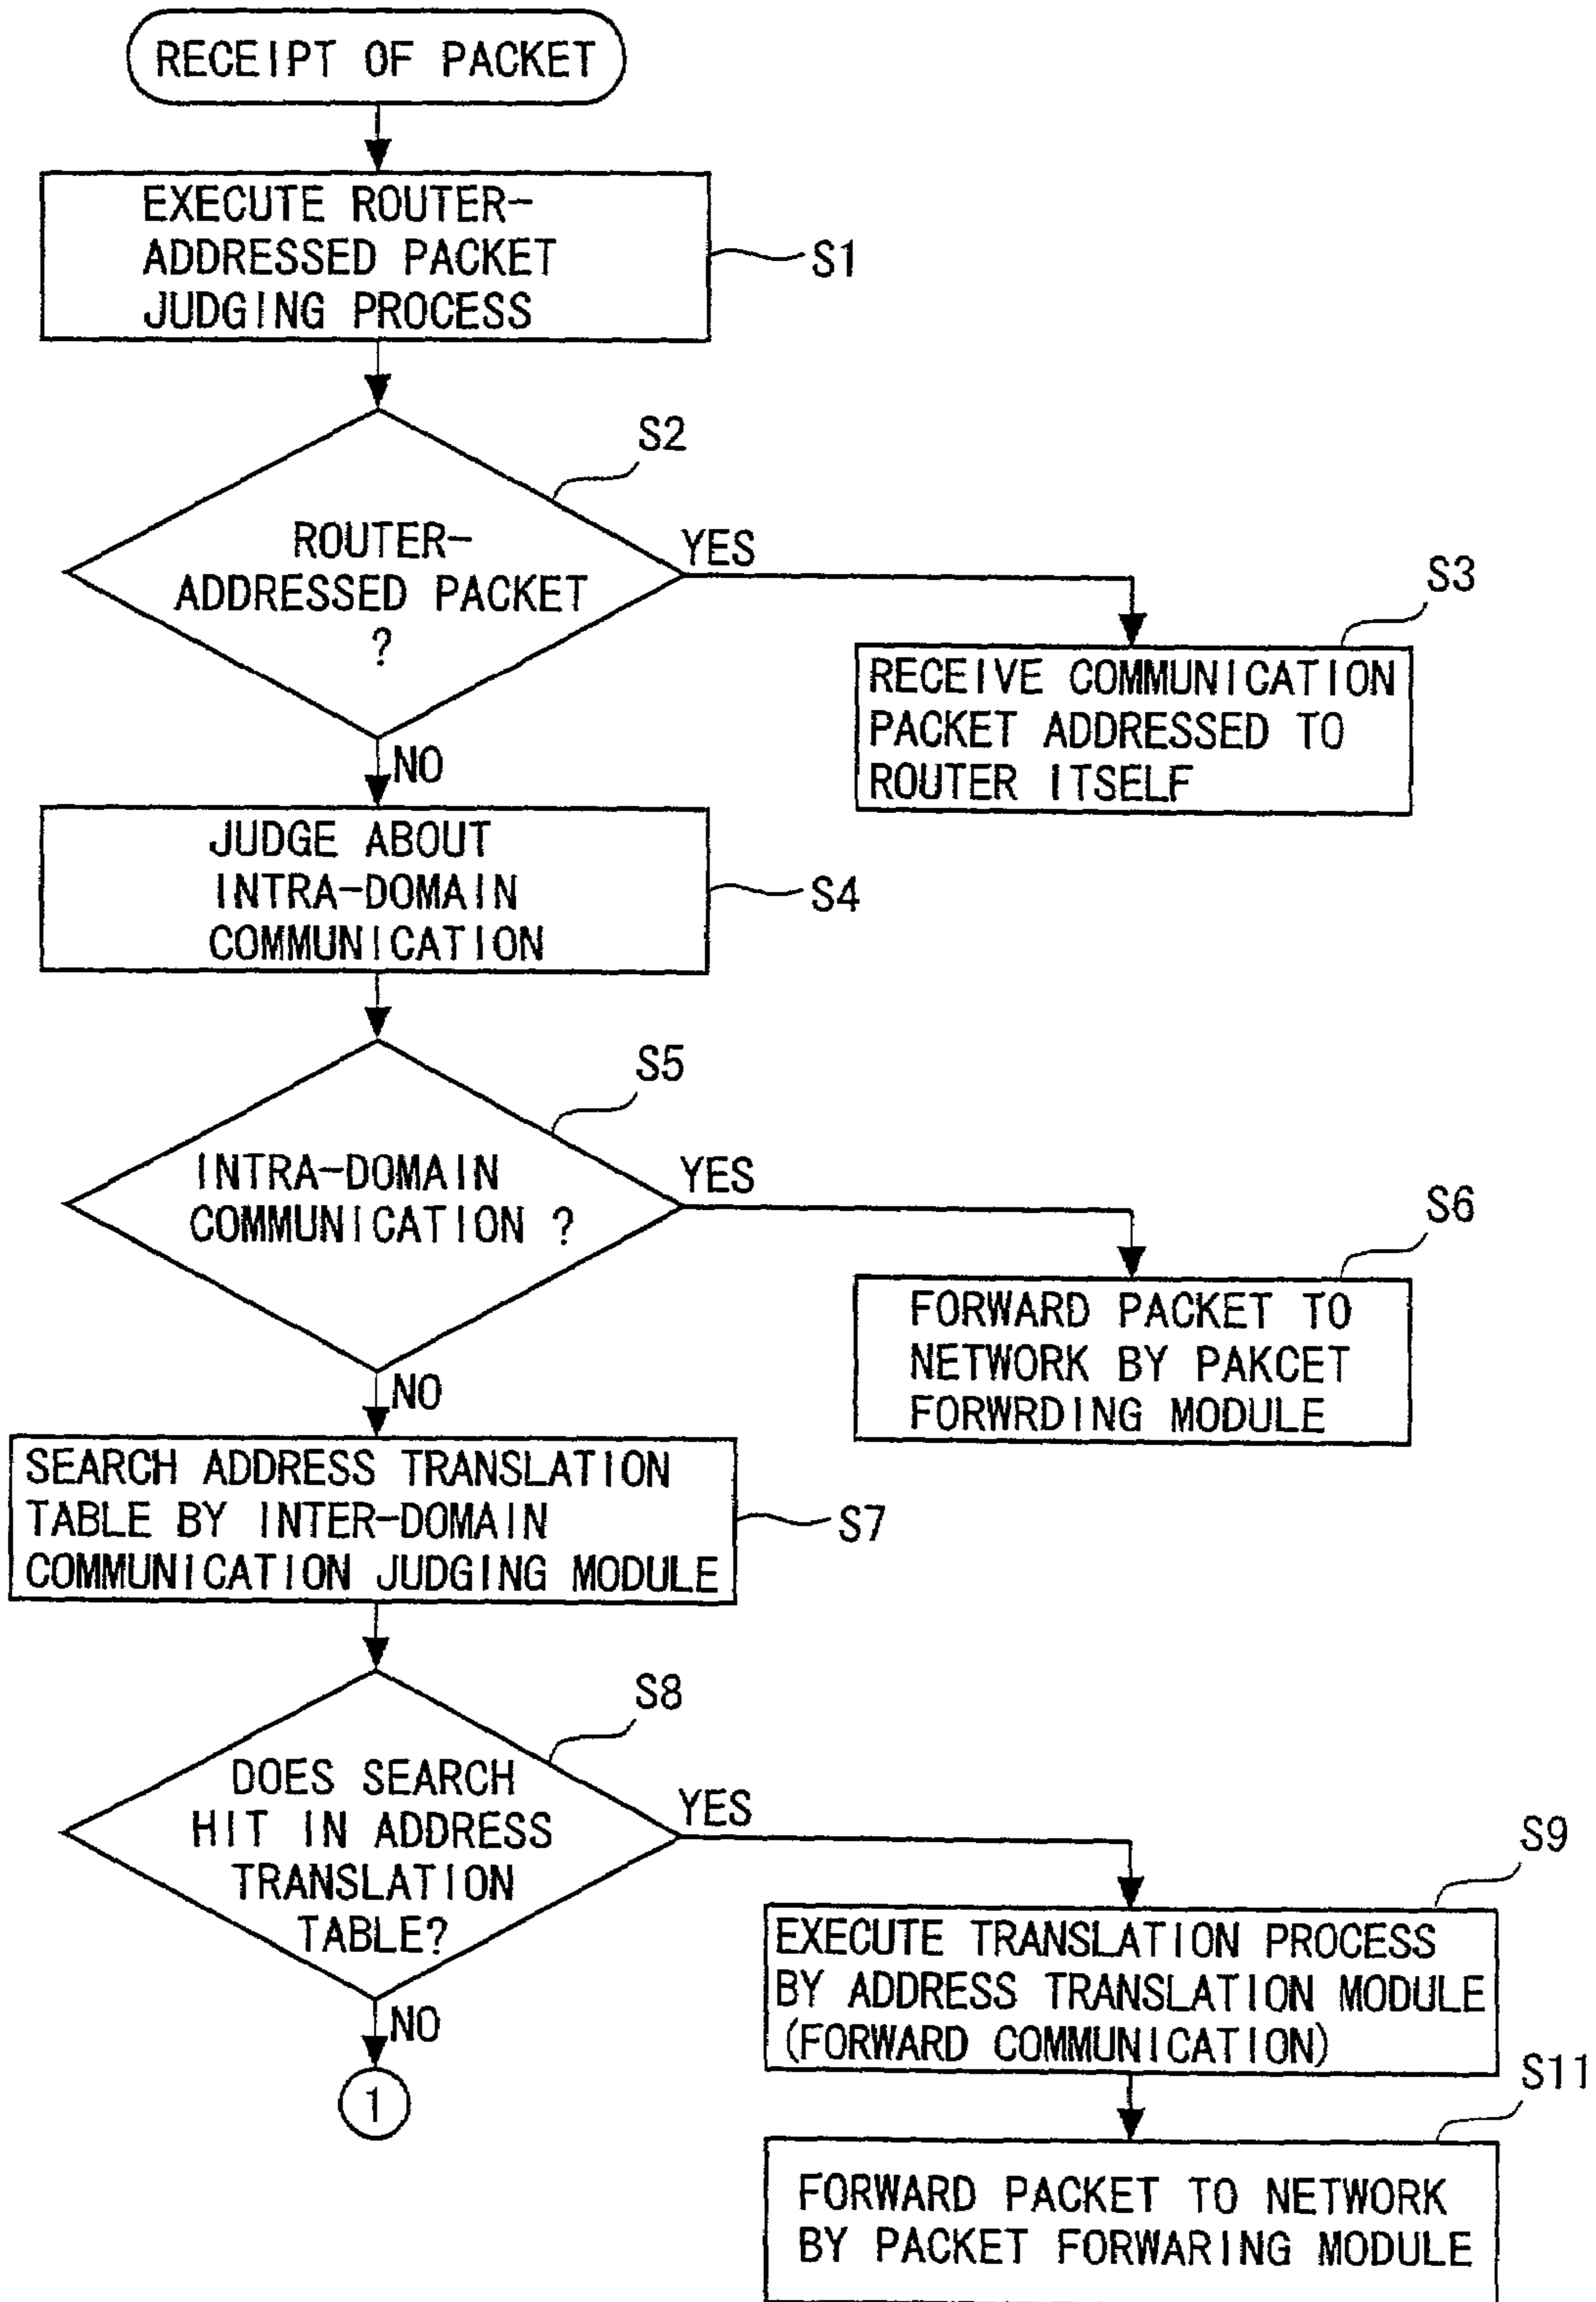 RECEIPT OF PACKET
EXECUTE ROUTER-
ADDRESSED PACKET
JUDGING PROCESS
S1
S2
ROUTER-
ADDRESSED PACKET
?
YES
S3
RECEIVE COMMUNICATION
PACKET ADDRESSED TO
ROUTER ITSELF
NO
JUDGE ABOUT
INTRA-DOMAIN
COMMUNICATION
S4
S5
INTRA-DOMAIN
COMMUNICATION ?
YES
S6
FORWARD PACKET TO
NETWORK BY PAKCET
FORWRDING MODULE
NO
SEARCH ADDRESS TRANSLATION
TABLE BY INTER-DOMAIN
COMMUNICATION JUDGING MODULE
S7
S8
DOES SEARCH
HIT IN ADDRESS
TRANSLATION
TABLE?
YES
S9
EXECUTE TRANSLATION PROCESS
BY ADDRESS TRANSLATION MODULE
(FORWARD COMMUNICATION)
NO
1
S11
FORWARD PACKET TO NETWORK
BY PACKET FORWARING MODULE